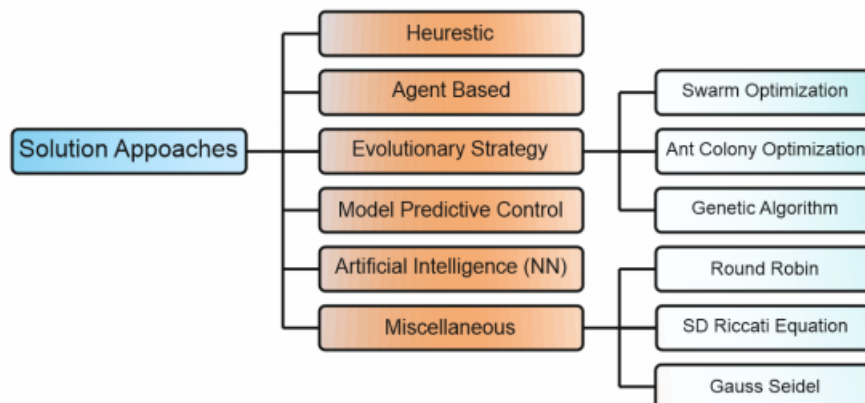 Heurestic
Agent Based
Swarm Optimization
Solution Appoaches
Evolutionary Strategy
Ant Colony Optimization
Model Predictive Control
Genetic Algorithm
Artificial Intelligence (NN)
Round Robin
Miscellaneous
SD Riccati Equation
Gauss Seidel